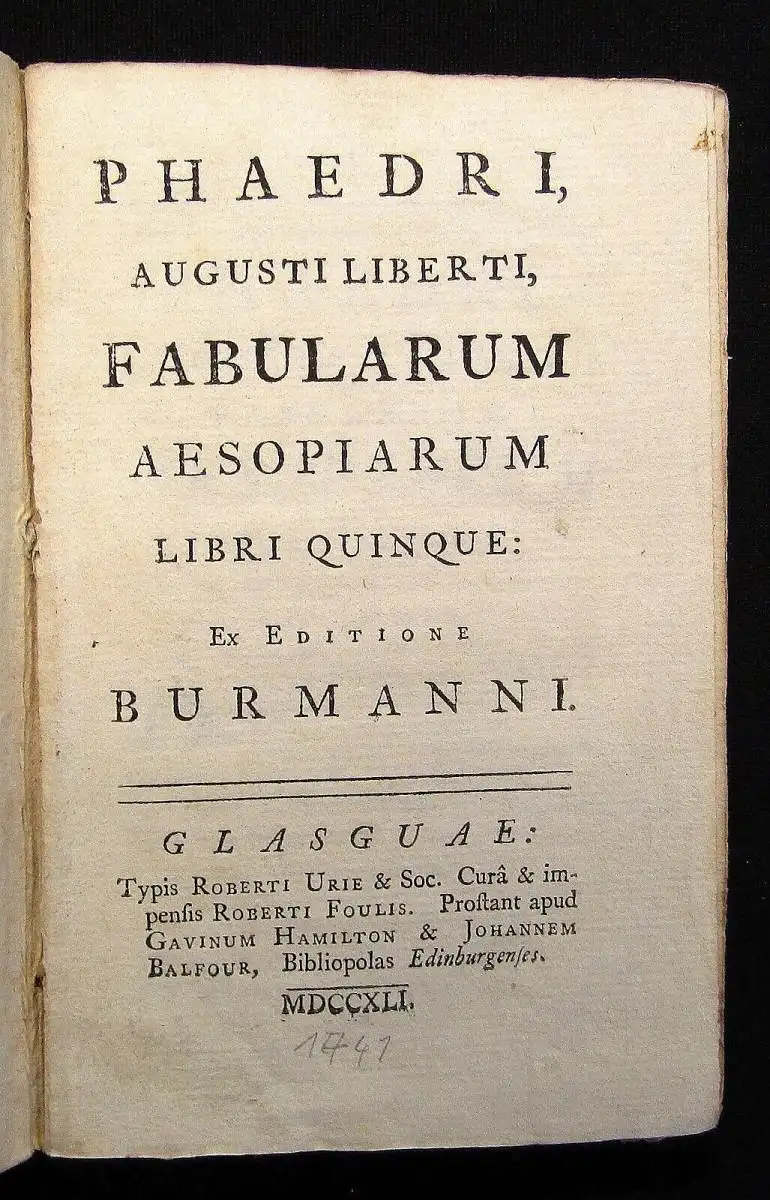 PHAEDRI,
AUGUSTI LIBERTI,
FABULARUM
AESOPIARUM
LIBRI QUINQUE:
Ex EDITIONE
BURMANNI.
GLASGUAE:
Typis ROBERTI URIE & Soc. Curâ & im-
penſis ROBERTI FOULIS. Proſtant apud
GAVINUM HAMILTON & JOHANNEM
BALFOUR, Bibliopolas Edinburgenſes.
MDCCXLI.
1741